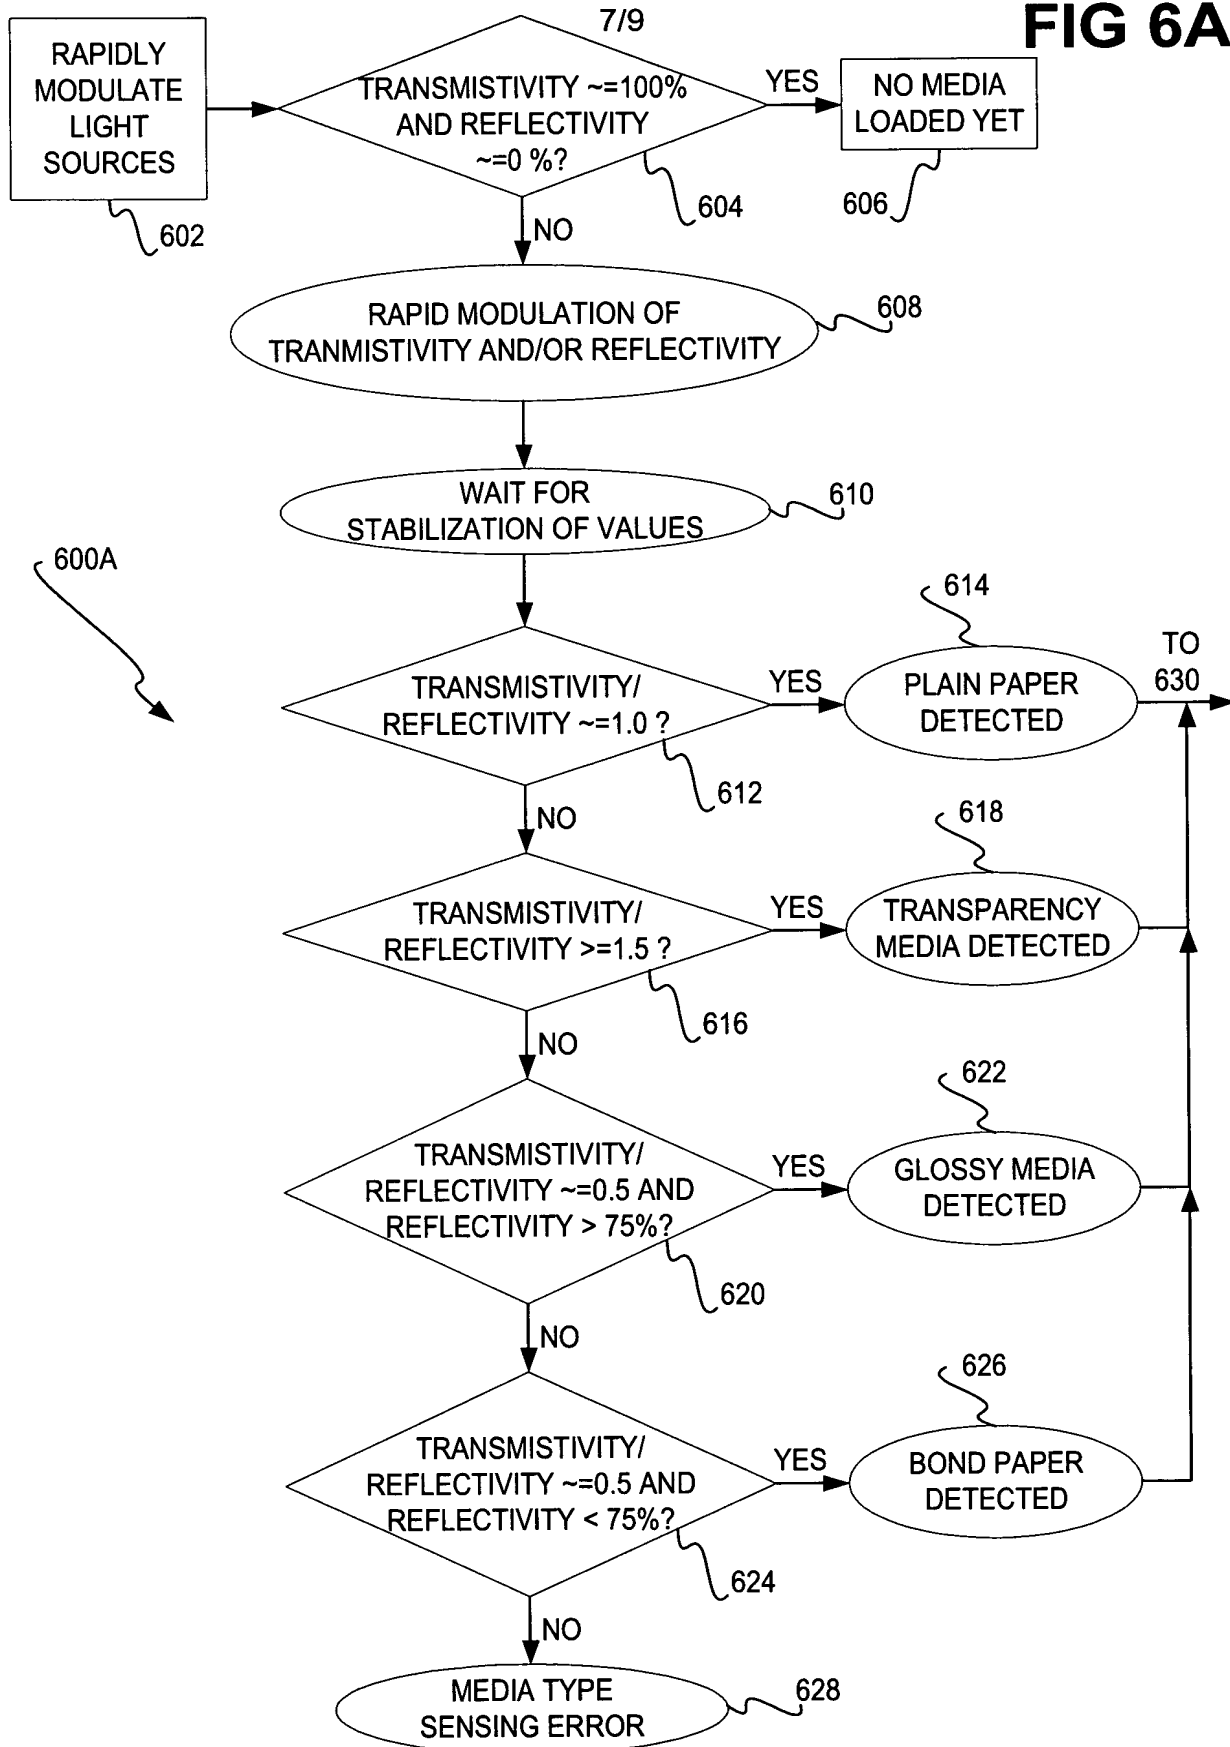 7/9
FIG 6A
RAPIDLY
MODULATE
LIGHT
SOURCES
602
TRANSMISTIVITY ~=100%
AND REFLECTIVITY
~=0 %?
604
YES
NO MEDIA
LOADED YET
606
NO
RAPID MODULATION OF
TRANMISTIVITY AND/OR REFLECTIVITY
608
WAIT FOR
STABILIZATION OF VALUES
610
600A
TRANSMISTIVITY/
REFLECTIVITY ~=1.0 ?
612
YES
614
PLAIN PAPER
DETECTED
TO
630
NO
TRANSMISTIVITY/
REFLECTIVITY >=1.5 ?
616
YES
618
TRANSPARENCY
MEDIA DETECTED
NO
TRANSMISTIVITY/
REFLECTIVITY ~=0.5 AND
REFLECTIVITY > 75%?
620
YES
622
GLOSSY MEDIA
DETECTED
NO
TRANSMISTIVITY/
REFLECTIVITY ~=0.5 AND
REFLECTIVITY < 75%?
624
YES
626
BOND PAPER
DETECTED
NO
MEDIA TYPE
SENSING ERROR
628